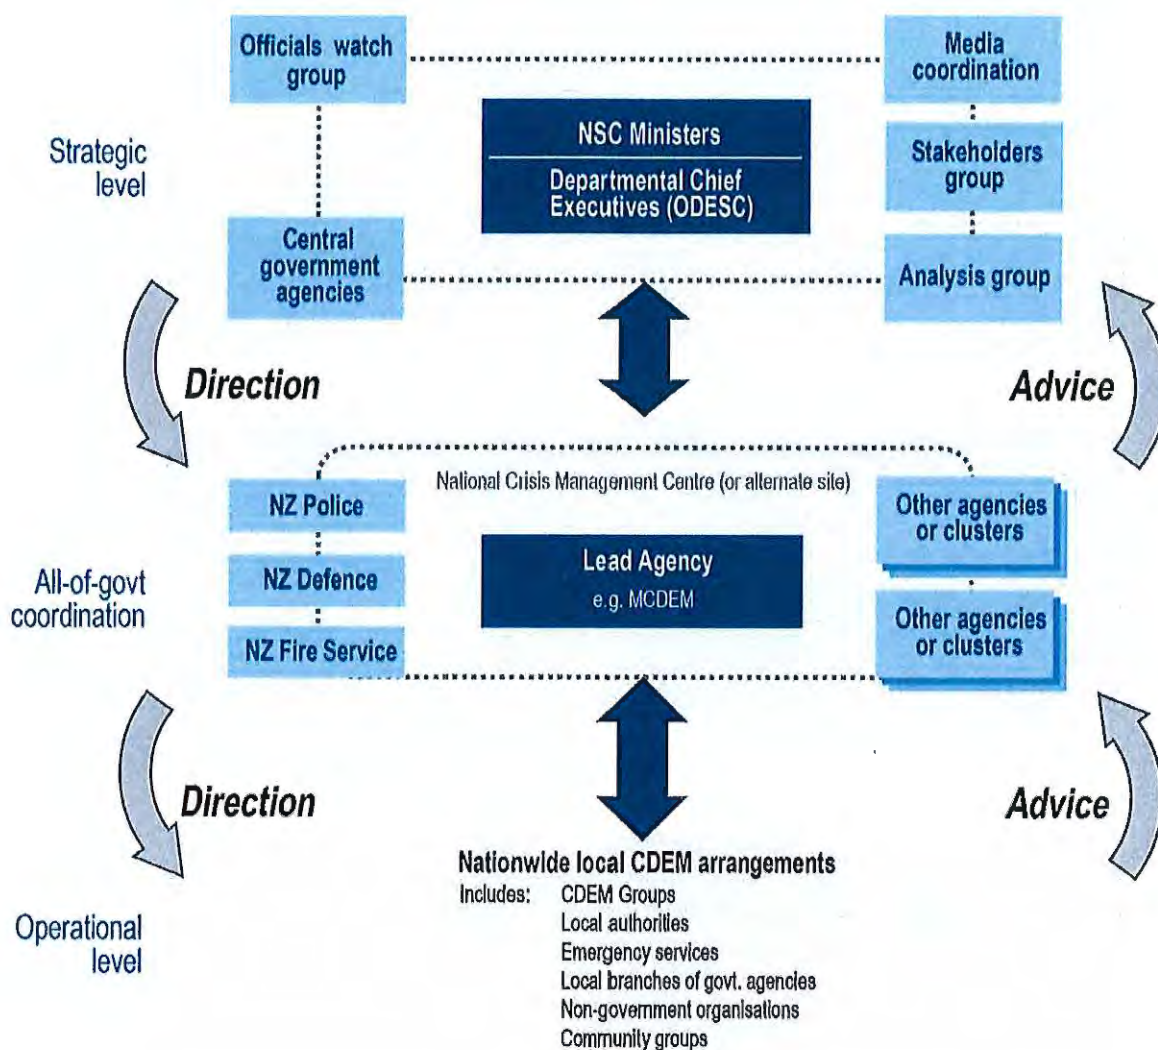 Officials watch
group
Media
coordination
NSC Ministers
Departmental Chief
Executives (ODESC)
Strategic
level
Stakeholders
group
Central
government
agencies
Analysis group
Direction
Advice
National Crisis Management Centre (or alternate site)
NZ Police
Other agencies
or clusters
Lead Agency
e.g. MCDEM
NZ Defence
All-of-govt
coordination
NZ Fire Service
Other agencies
or clusters
Direction
Advice
Nationwide local CDEM arrangements
Includes: CDEM Groups
Local authorities
Emergency services
Local branches of govt. agencies
Non-government organisations
Community groups
Operational
level